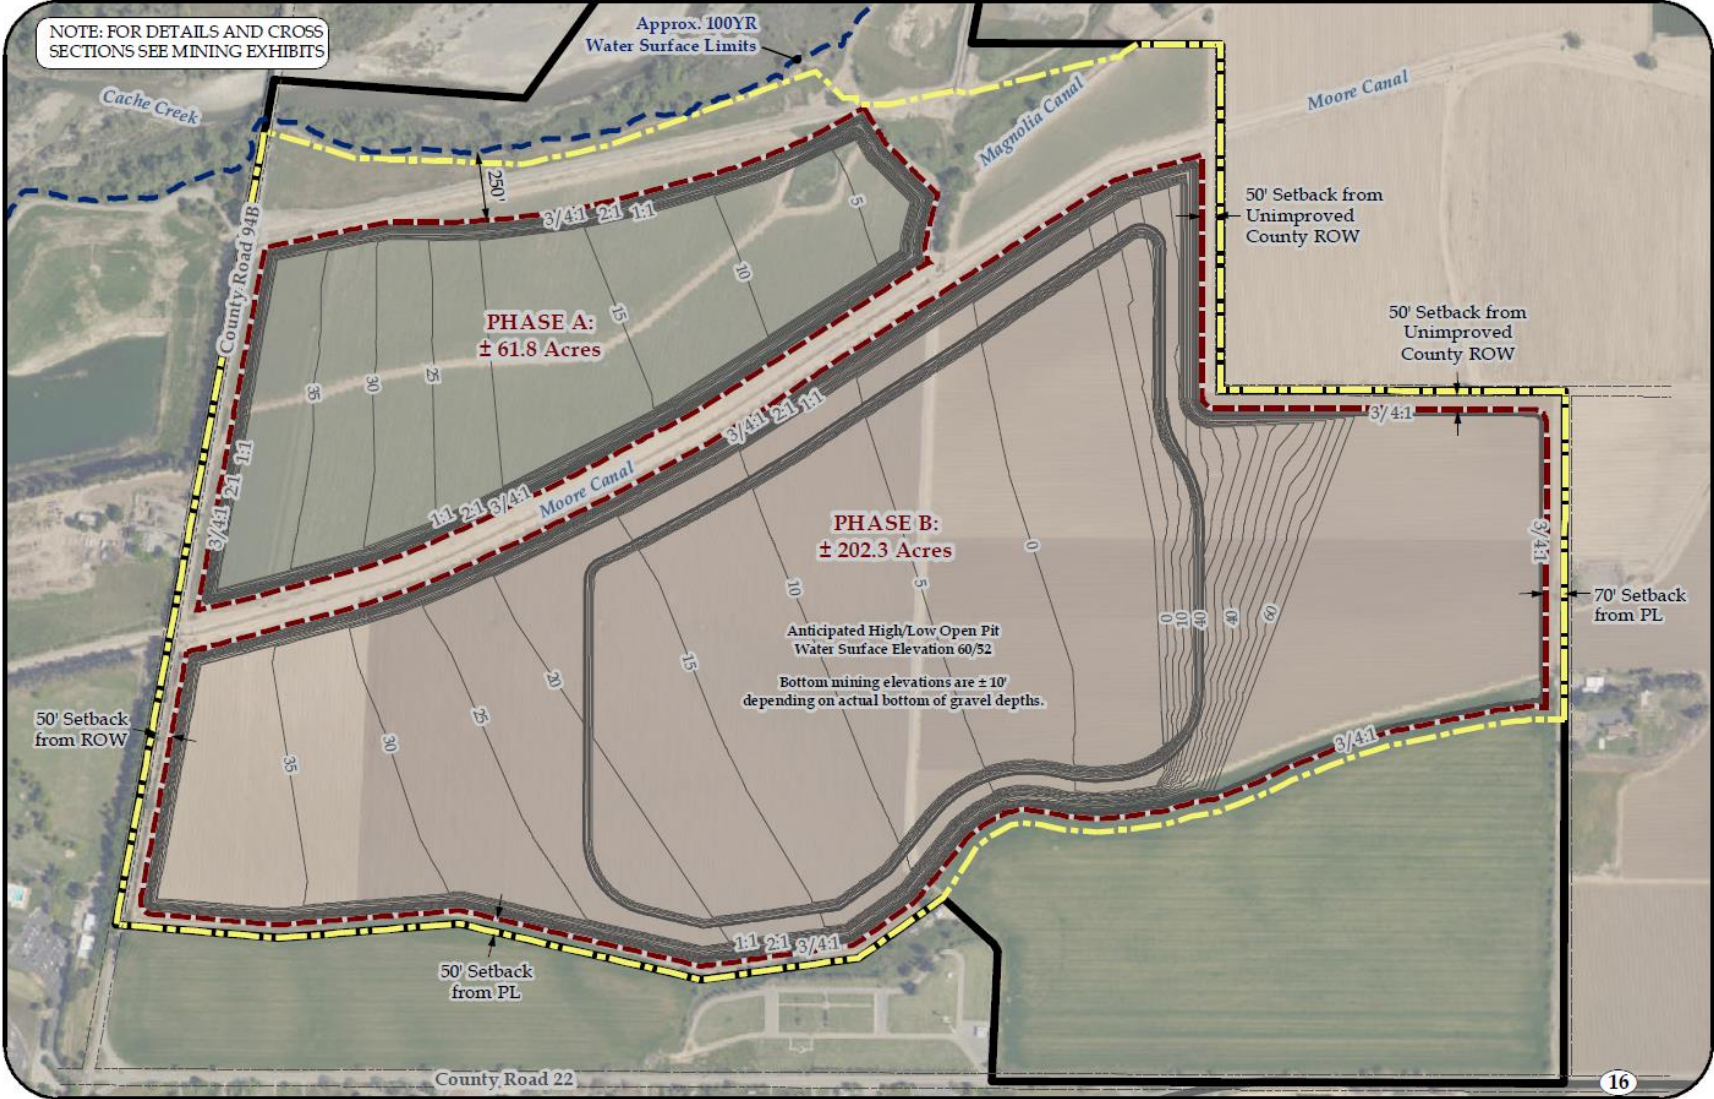 NOTE: FOR DETAILS AND CROSS
SECTIONS SEE MINING EXHIBITS
Approx. 100YR
Water Surface Limits
Cache Creek
Magnolia Canal
Moore Canal
250'
County Road 94B
3/4:1 2:1 1:1
5
10
15
50' Setback from
Unimproved
County ROW
PHASE A:
± 61.8 Acres
35
30
25
50' Setback from
Unimproved
County ROW
3/4:1 2:1 1:1
3/4:1
3/4:1 2:1 1:1
1:1 2:1 3/4:1
Moore Canal
PHASE B:
± 202.3 Acres
0
5
10
3/4:1
Anticipated High/Low Open Pit
Water Surface Elevation 60/52
Bottom mining elevations are ± 10'
depending on actual bottom of gravel depths.
0
10
60
70' Setback
from PL
15
20
25
30
35
50' Setback
from ROW
3/4:1
1:1 2:1 3/4:1
50' Setback
from PL
County Road 22
16